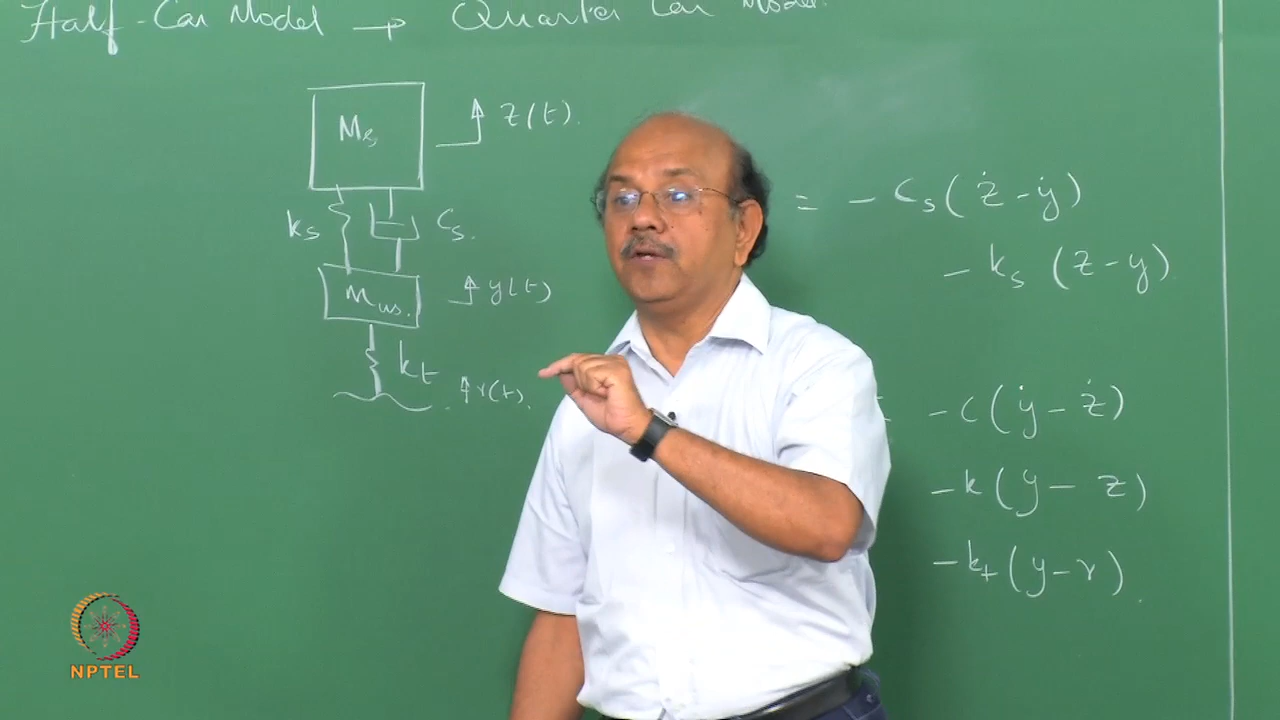 Half-Car Model → Quarter Car Model.
Ms
z(t).
ks
Cs.
Mus.
y(t)
kt
r(t).
= - Cs(ż-ẏ)
- ks (z-y)
-c(ẏ-ż)
-k(y-z)
-kt(y-r).
NPTEL